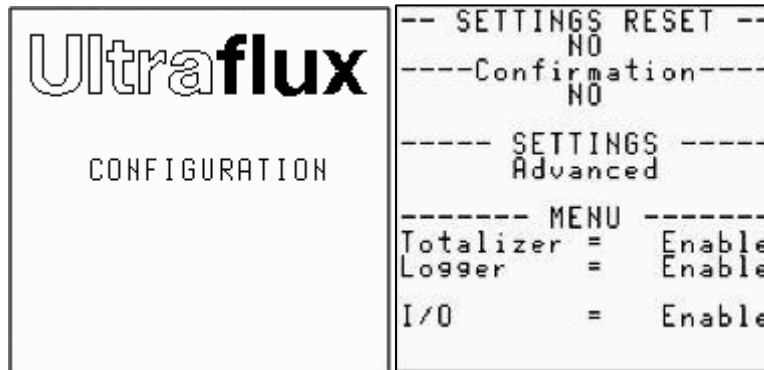 Ultraflux
CONFIGURATION
-- SETTINGS RESET --
NO
----Confirmation----
NO
----- SETTINGS -----
Advanced
------- MENU -------
Totalizer = Enable
Logger = Enable
I/O = Enable